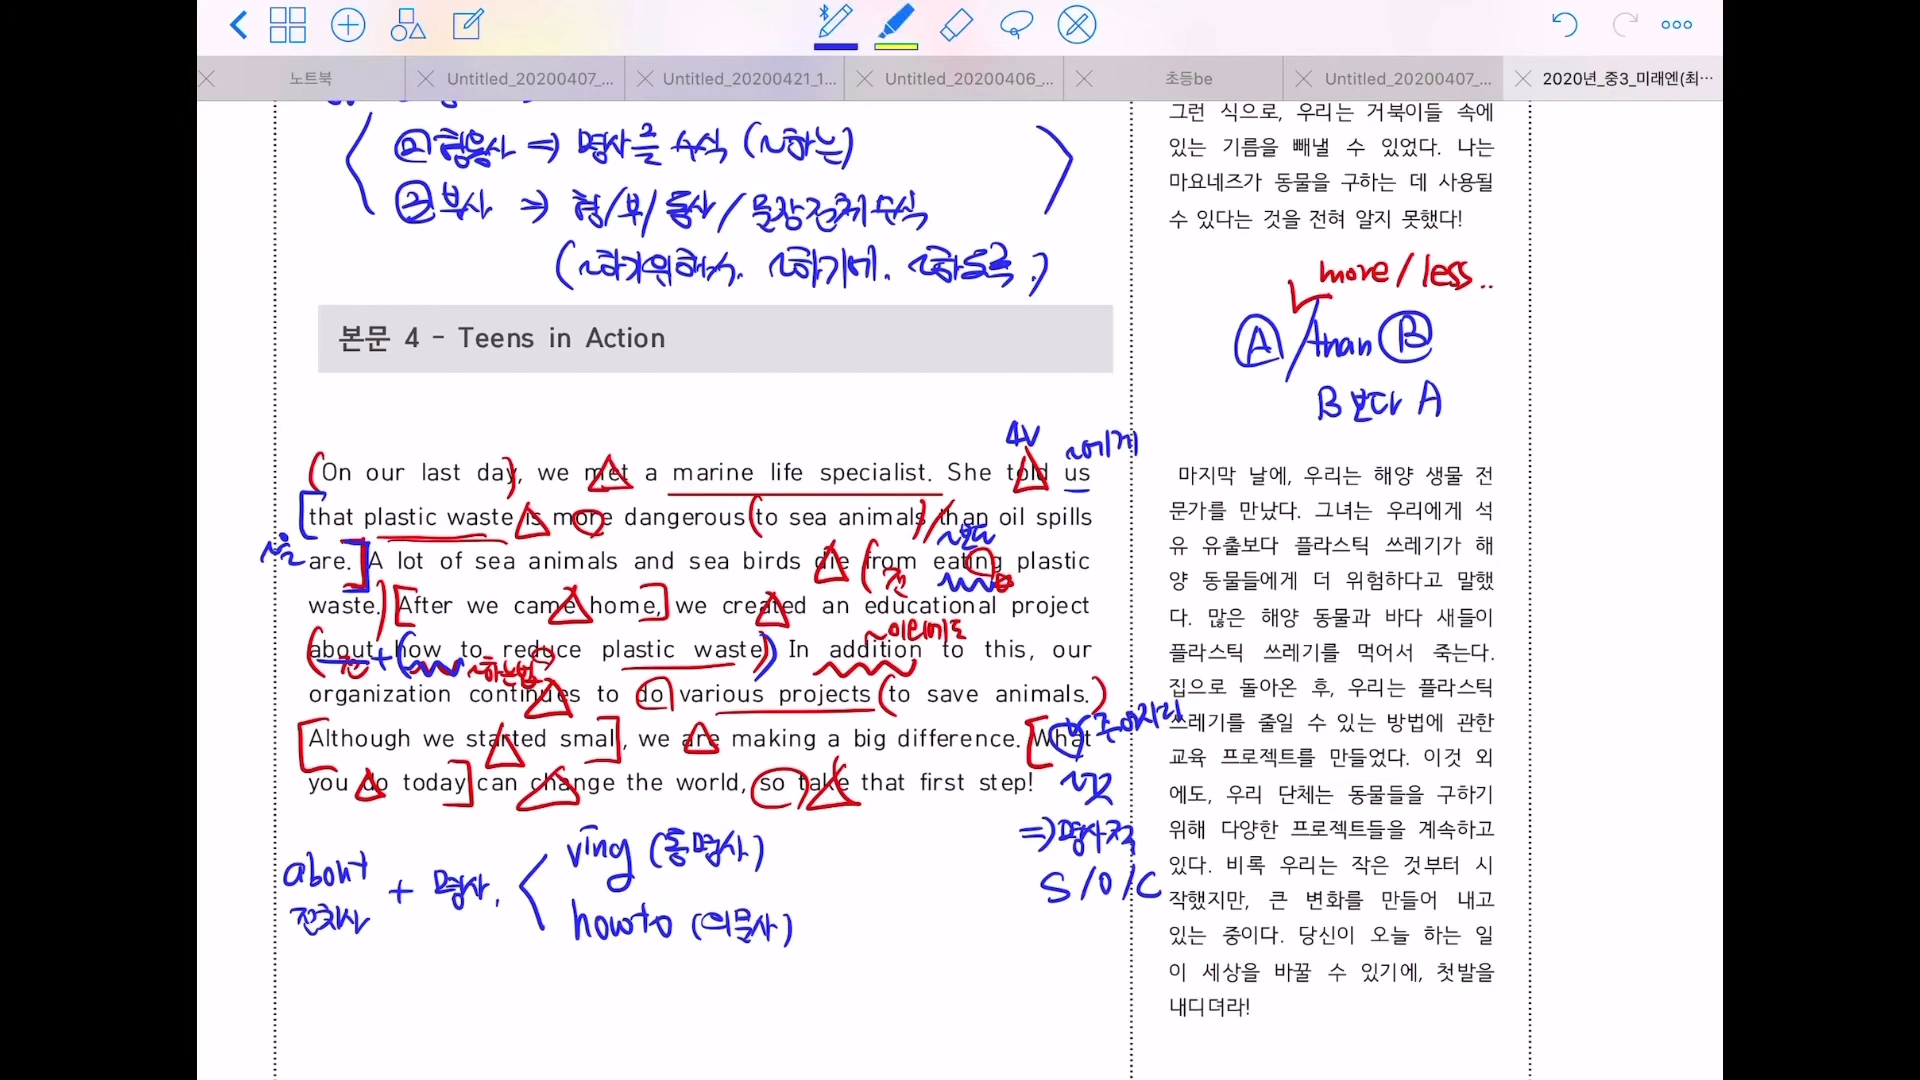 노트북
Untitled_20200407_...
Untitled_20200421_1...
Untitled_20200406_...
초등be
Untitled_20200407_...
2020년_중3_미래엔(최…
② 형용사 ⇒ 명사를 수식 (~하는)
③ 부사 ⇒ 형/부/동사/문장전체 수식
(~하기위해서. ~하기에. ~하도록.)
본문 4 - Teens in Action
4V
~에게
(On our last day), we met a marine life specialist. She told us
[that plastic waste is more dangerous (to sea animals) / than oil spills
~보다
~을
are.] A lot of sea animals and sea birds die (from eating plastic
전
waste.) [After we came home,] we created an educational project
~이외에도
(about + (how to reduce plastic waste)) In addition to this, our
전
~하는법
organization continues to do various projects (to save animals.)
주어자리
[Although we started small], we are making a big difference. [What
you do today] can change the world, so take that first step!
~것
⇒ 명사적
S/O/C
about
전치사
+ 명사.
ving (동명사)
howto (의문사)
그런 식으로, 우리는 거북이들 속에
있는 기름을 빼낼 수 있었다. 나는
마요네즈가 동물을 구하는 데 사용될
수 있다는 것을 전혀 알지 못했다!
more / less ..
A / than B
B보다 A
마지막 날에, 우리는 해양 생물 전
문가를 만났다. 그녀는 우리에게 석
유 유출보다 플라스틱 쓰레기가 해
양 동물들에게 더 위험하다고 말했
다. 많은 해양 동물과 바다 새들이
플라스틱 쓰레기를 먹어서 죽는다.
집으로 돌아온 후, 우리는 플라스틱
쓰레기를 줄일 수 있는 방법에 관한
교육 프로젝트를 만들었다. 이것 외
에도, 우리 단체는 동물들을 구하기
위해 다양한 프로젝트들을 계속하고
있다. 비록 우리는 작은 것부터 시
작했지만, 큰 변화를 만들어 내고
있는 중이다. 당신이 오늘 하는 일
이 세상을 바꿀 수 있기에, 첫발을
내디뎌라!